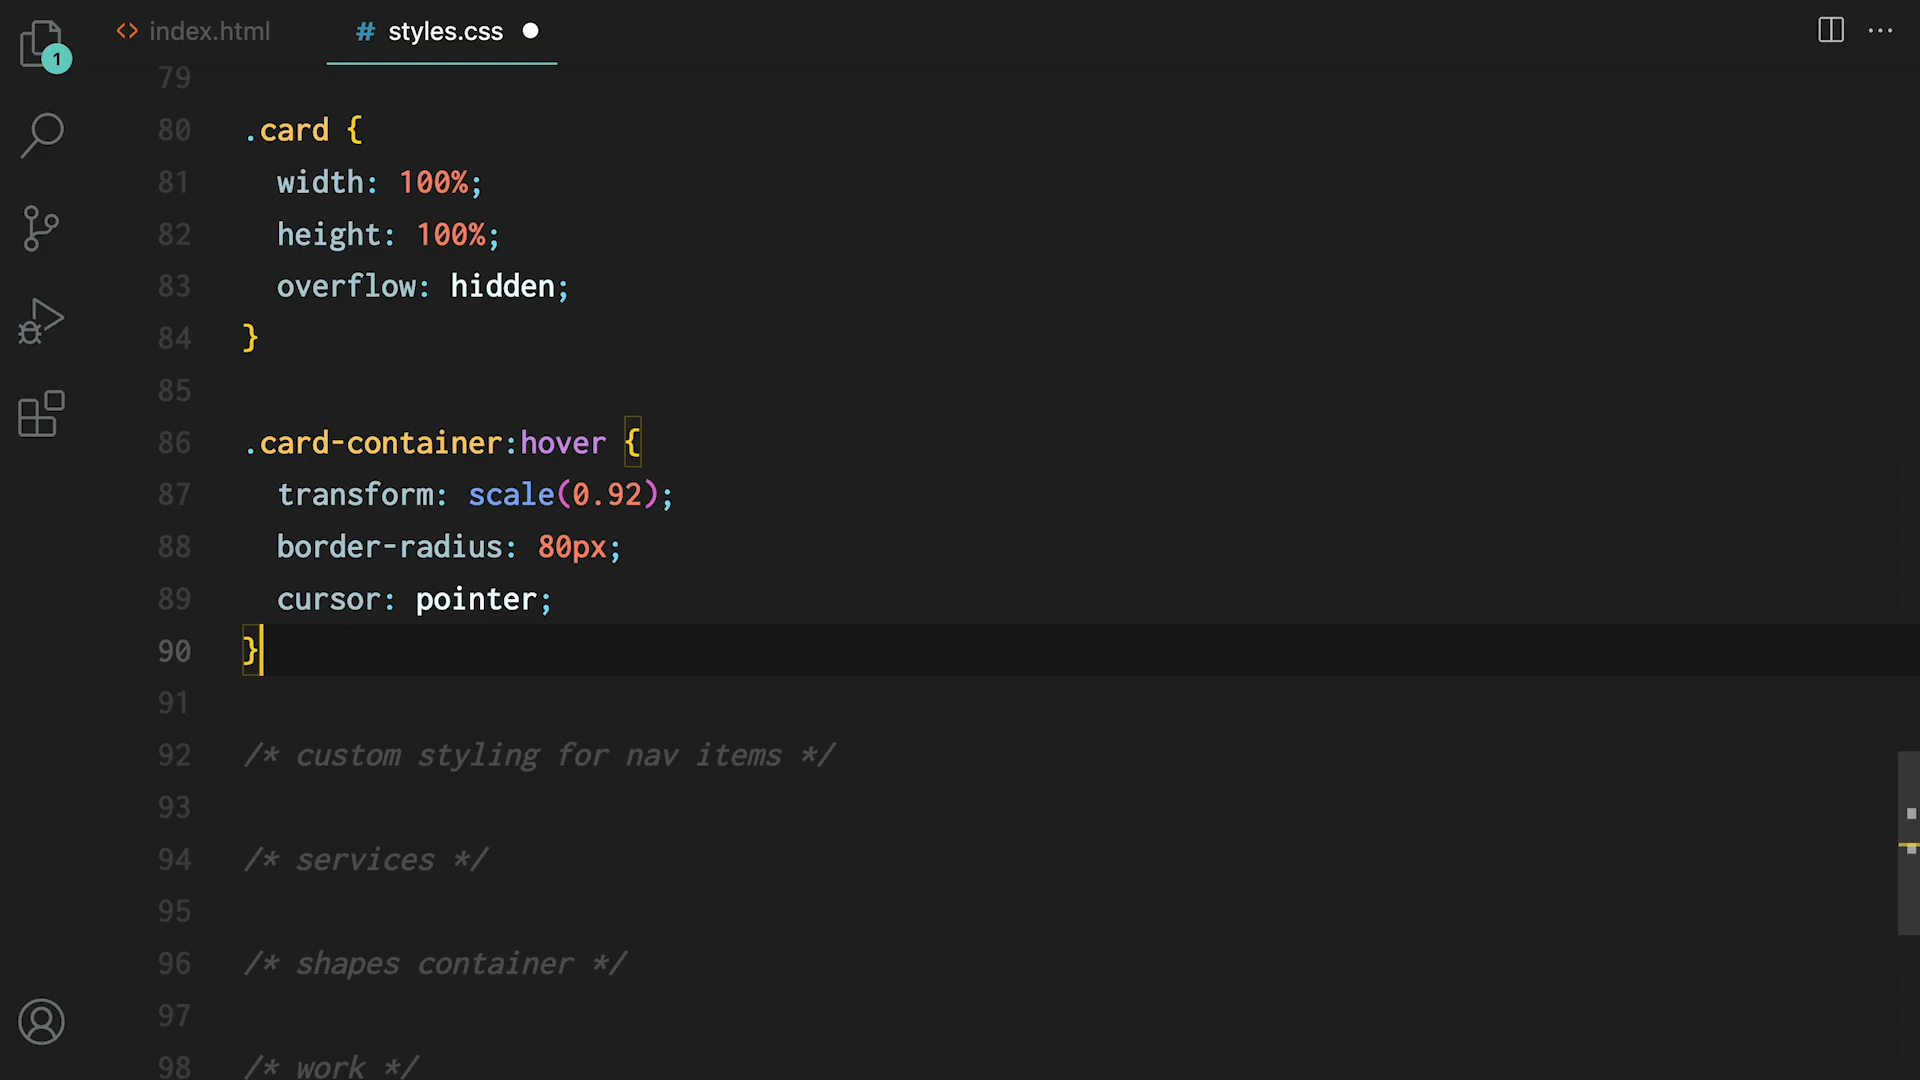 index.html
# styles.css
1
79
80 .card {
81 width: 100%;
82 height: 100%;
83 overflow: hidden;
84 }
85
86 .card-container:hover {
87 transform: scale(0.92);
88 border-radius: 80px;
89 cursor: pointer;
90 }
91
92 /* custom styling for nav items */
93
94 /* services */
95
96 /* shapes container */
97
98 /* work */